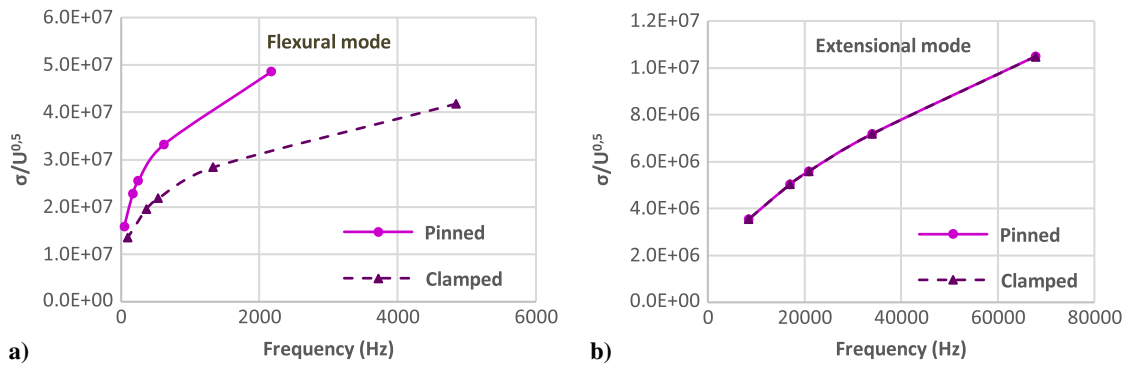 6.0E+07
5.0E+07
4.0E+07
3.0E+07
2.0E+07
1.0E+07
0.0E+00
σ/U0,5
Flexural mode
Pinned
Clamped
0 2000 4000 6000
Frequency (Hz)
a)
1.2E+07
1.0E+07
8.0E+06
6.0E+06
4.0E+06
2.0E+06
0.0E+00
σ/U0,5
Extensional mode
Pinned
Clamped
0 20000 40000 60000 80000
Frequency (Hz)
b)